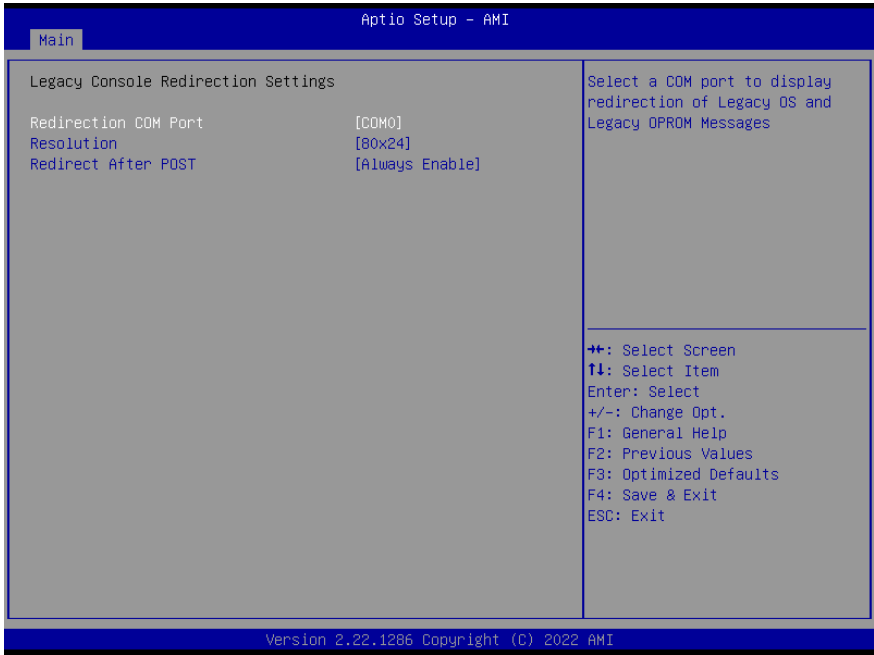 Aptio Setup – AMI
Main
Legacy Console Redirection Settings
Redirection COM Port [COM0]
Resolution [80x24]
Redirect After POST [Always Enable]
Select a COM port to display
redirection of Legacy OS and
Legacy OPROM Messages
→←: Select Screen
↑↓: Select Item
Enter: Select
+/-: Change Opt.
F1: General Help
F2: Previous Values
F3: Optimized Defaults
F4: Save & Exit
ESC: Exit
Version 2.22.1286 Copyright (C) 2022 AMI